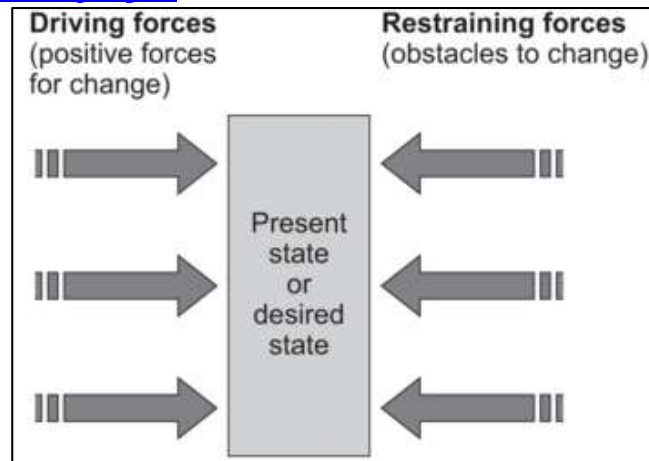 Driving forces
(positive forces
for change)
Restraining forces
(obstacles to change)
Present
state
or
desired
state